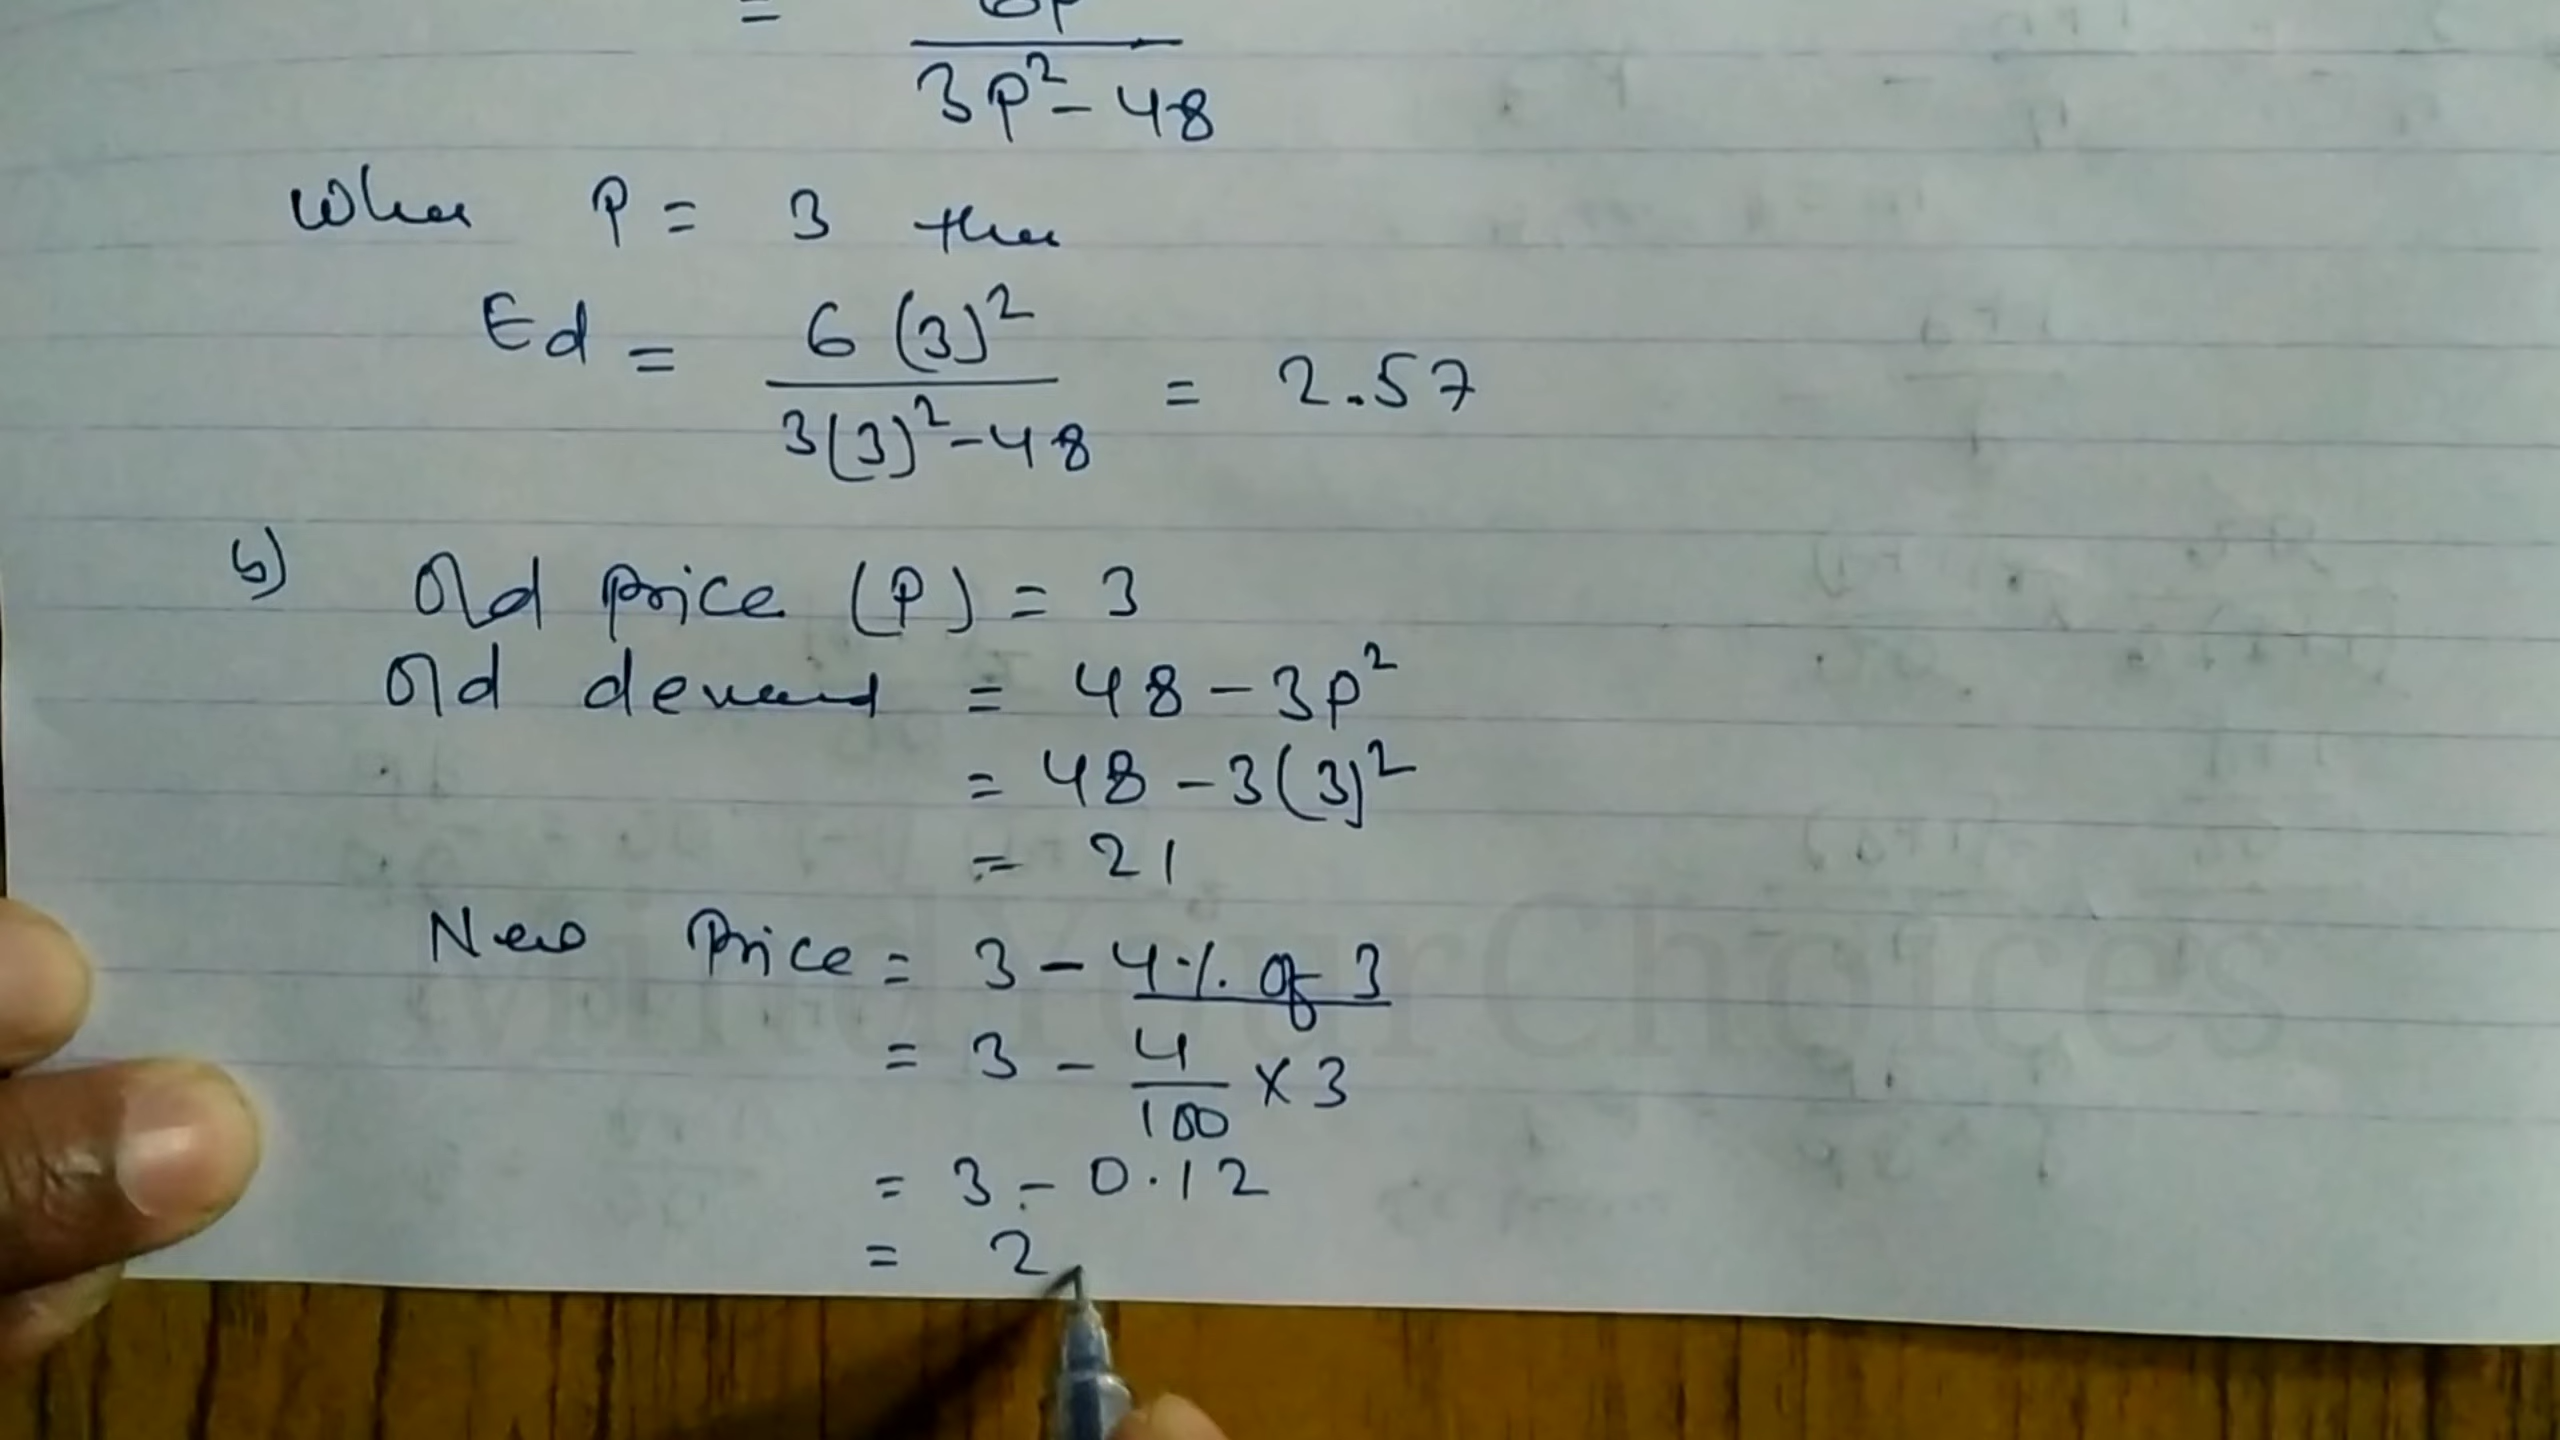 =
3P² - 48
When P = 3 then
Ed = 6(3)² / 3(3)² - 48 = 2.57
b) Old Price (P) = 3
Old demand = 48 - 3P²
= 48 - 3(3)²
= 21
New Price = 3 - 4% of 3
= 3 - 4/100 × 3
= 3 - 0.12
= 2
MindYourChoices